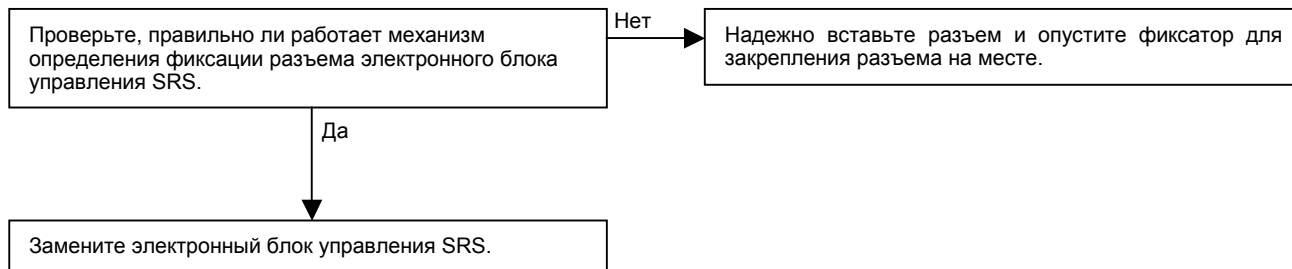 Проверьте, правильно ли работает механизм
определения фиксации разъема электронного блока
управления SRS.
Нет
Надежно вставьте разъем и опустите фиксатор для
закрепления разъема на месте.
Да
Замените электронный блок управления SRS.